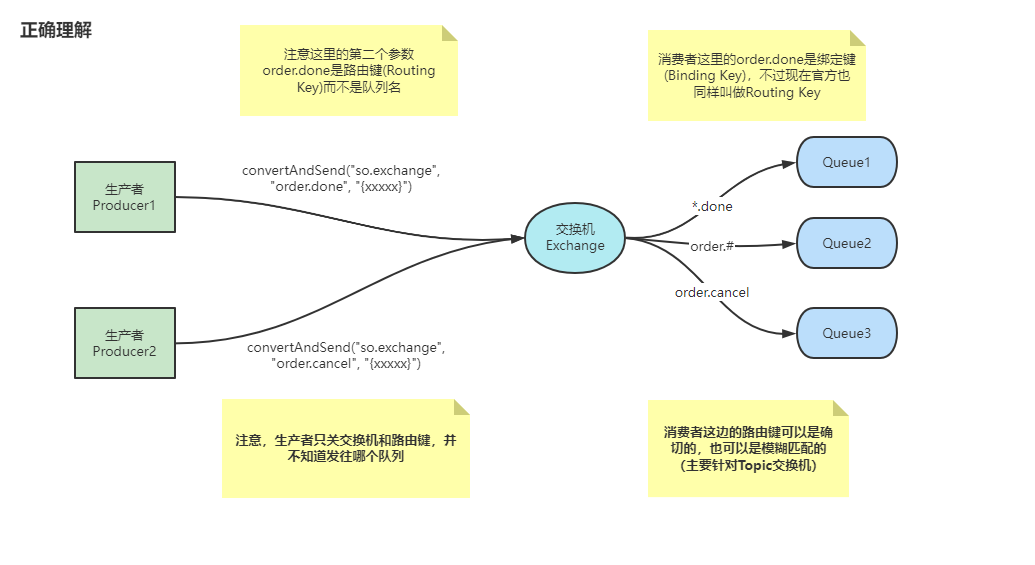 正确理解
注意这里的第二个参数
order.done是路由键(Routing
Key)而不是队列名
消费者这里的order.done是绑定键
(Binding Key)，不过现在官方也
同样叫做Routing Key
生产者
Producer1
convertAndSend("so.exchange",
"order.done", "{xxxxx}")
交换机
Exchange
*.done
order.#
order.cancel
Queue1
Queue2
Queue3
生产者
Producer2
convertAndSend("so.exchange",
"order.cancel", "{xxxxx}")
注意，生产者只关交换机和路由键，并
不知道发往哪个队列
消费者这边的路由键可以是确
切的，也可以是模糊匹配的
（主要针对Topic交换机）